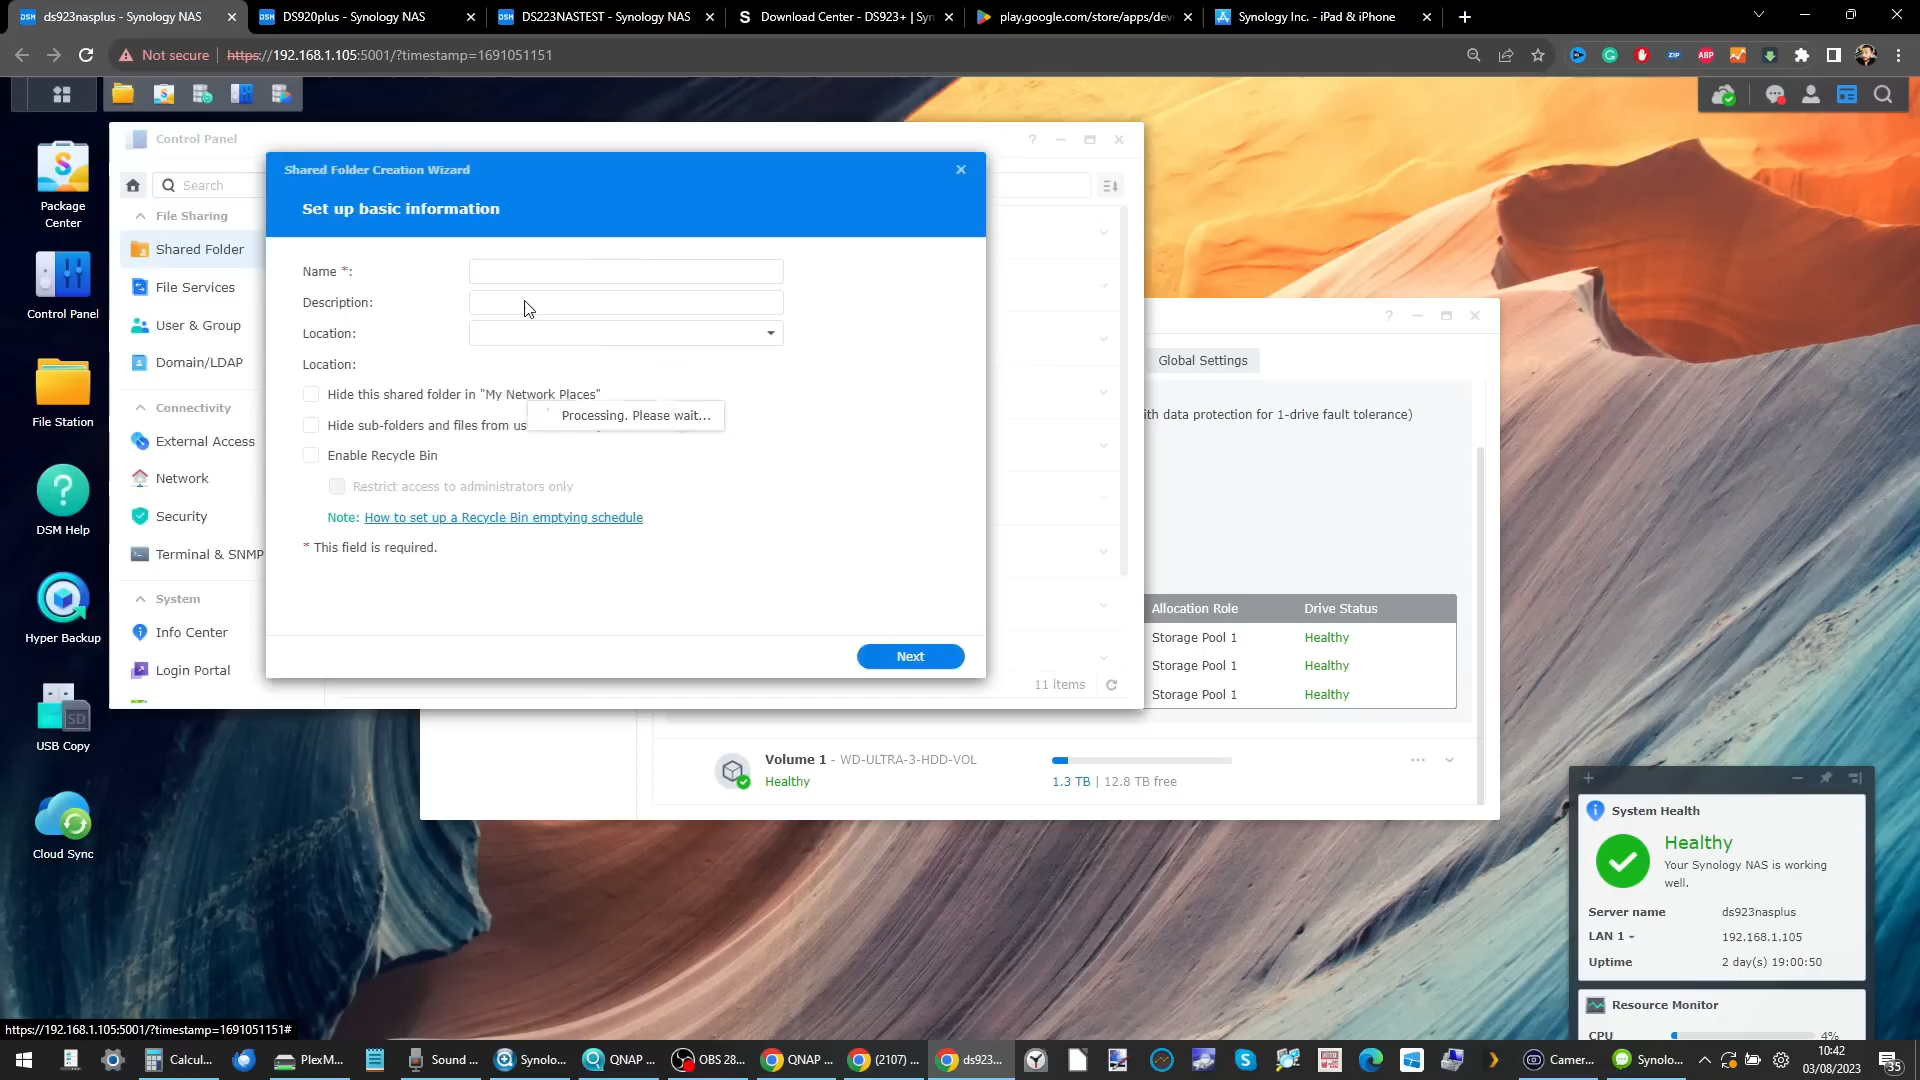 ds923nasplus - Synology NAS
DS920plus - Synology NAS
DS223NASTEST - Synology NAS
Download Center - DS923+ | Syn
play.google.com/store/apps/dev
Synology Inc. - iPad & iPhone
Not secure
https://192.168.1.105:5001/?timestamp=1691051151
ZIP
ABP
Package
Center
Control Panel
File Station
DSM Help
Hyper Backup
USB Copy
Cloud Sync
Control Panel
Search
File Sharing
Shared Folder
File Services
User & Group
Domain/LDAP
Connectivity
External Access
Network
Security
Terminal & SNMP
System
Info Center
Login Portal
Shared Folder Creation Wizard
Set up basic information
Name *:
Description:
Location:
Location:
Hide this shared folder in "My Network Places"
Hide sub-folders and files from us
Processing. Please wait...
Enable Recycle Bin
Restrict access to administrators only
Note: How to set up a Recycle Bin emptying schedule
* This field is required.
Next
11 items
Global Settings
ith data protection for 1-drive fault tolerance)
Allocation Role Drive Status
Storage Pool 1 Healthy
Storage Pool 1 Healthy
Storage Pool 1 Healthy
Volume 1 - WD-ULTRA-3-HDD-VOL
Healthy
1.3 TB | 12.8 TB free
System Health
Healthy
Your Synology NAS is working
well.
Server name ds923nasplus
LAN 1 192.168.1.105
Uptime 2 day(s) 19:00:50
Resource Monitor
CPU 4%
https://192.168.1.105:5001/?timestamp=1691051151#
Calcul...
PlexM...
Sound ...
Synolo...
QNAP ...
OBS 28...
QNAP ...
(2107) ...
ds923...
Camer...
Synolo...
10:42
03/08/2023
35